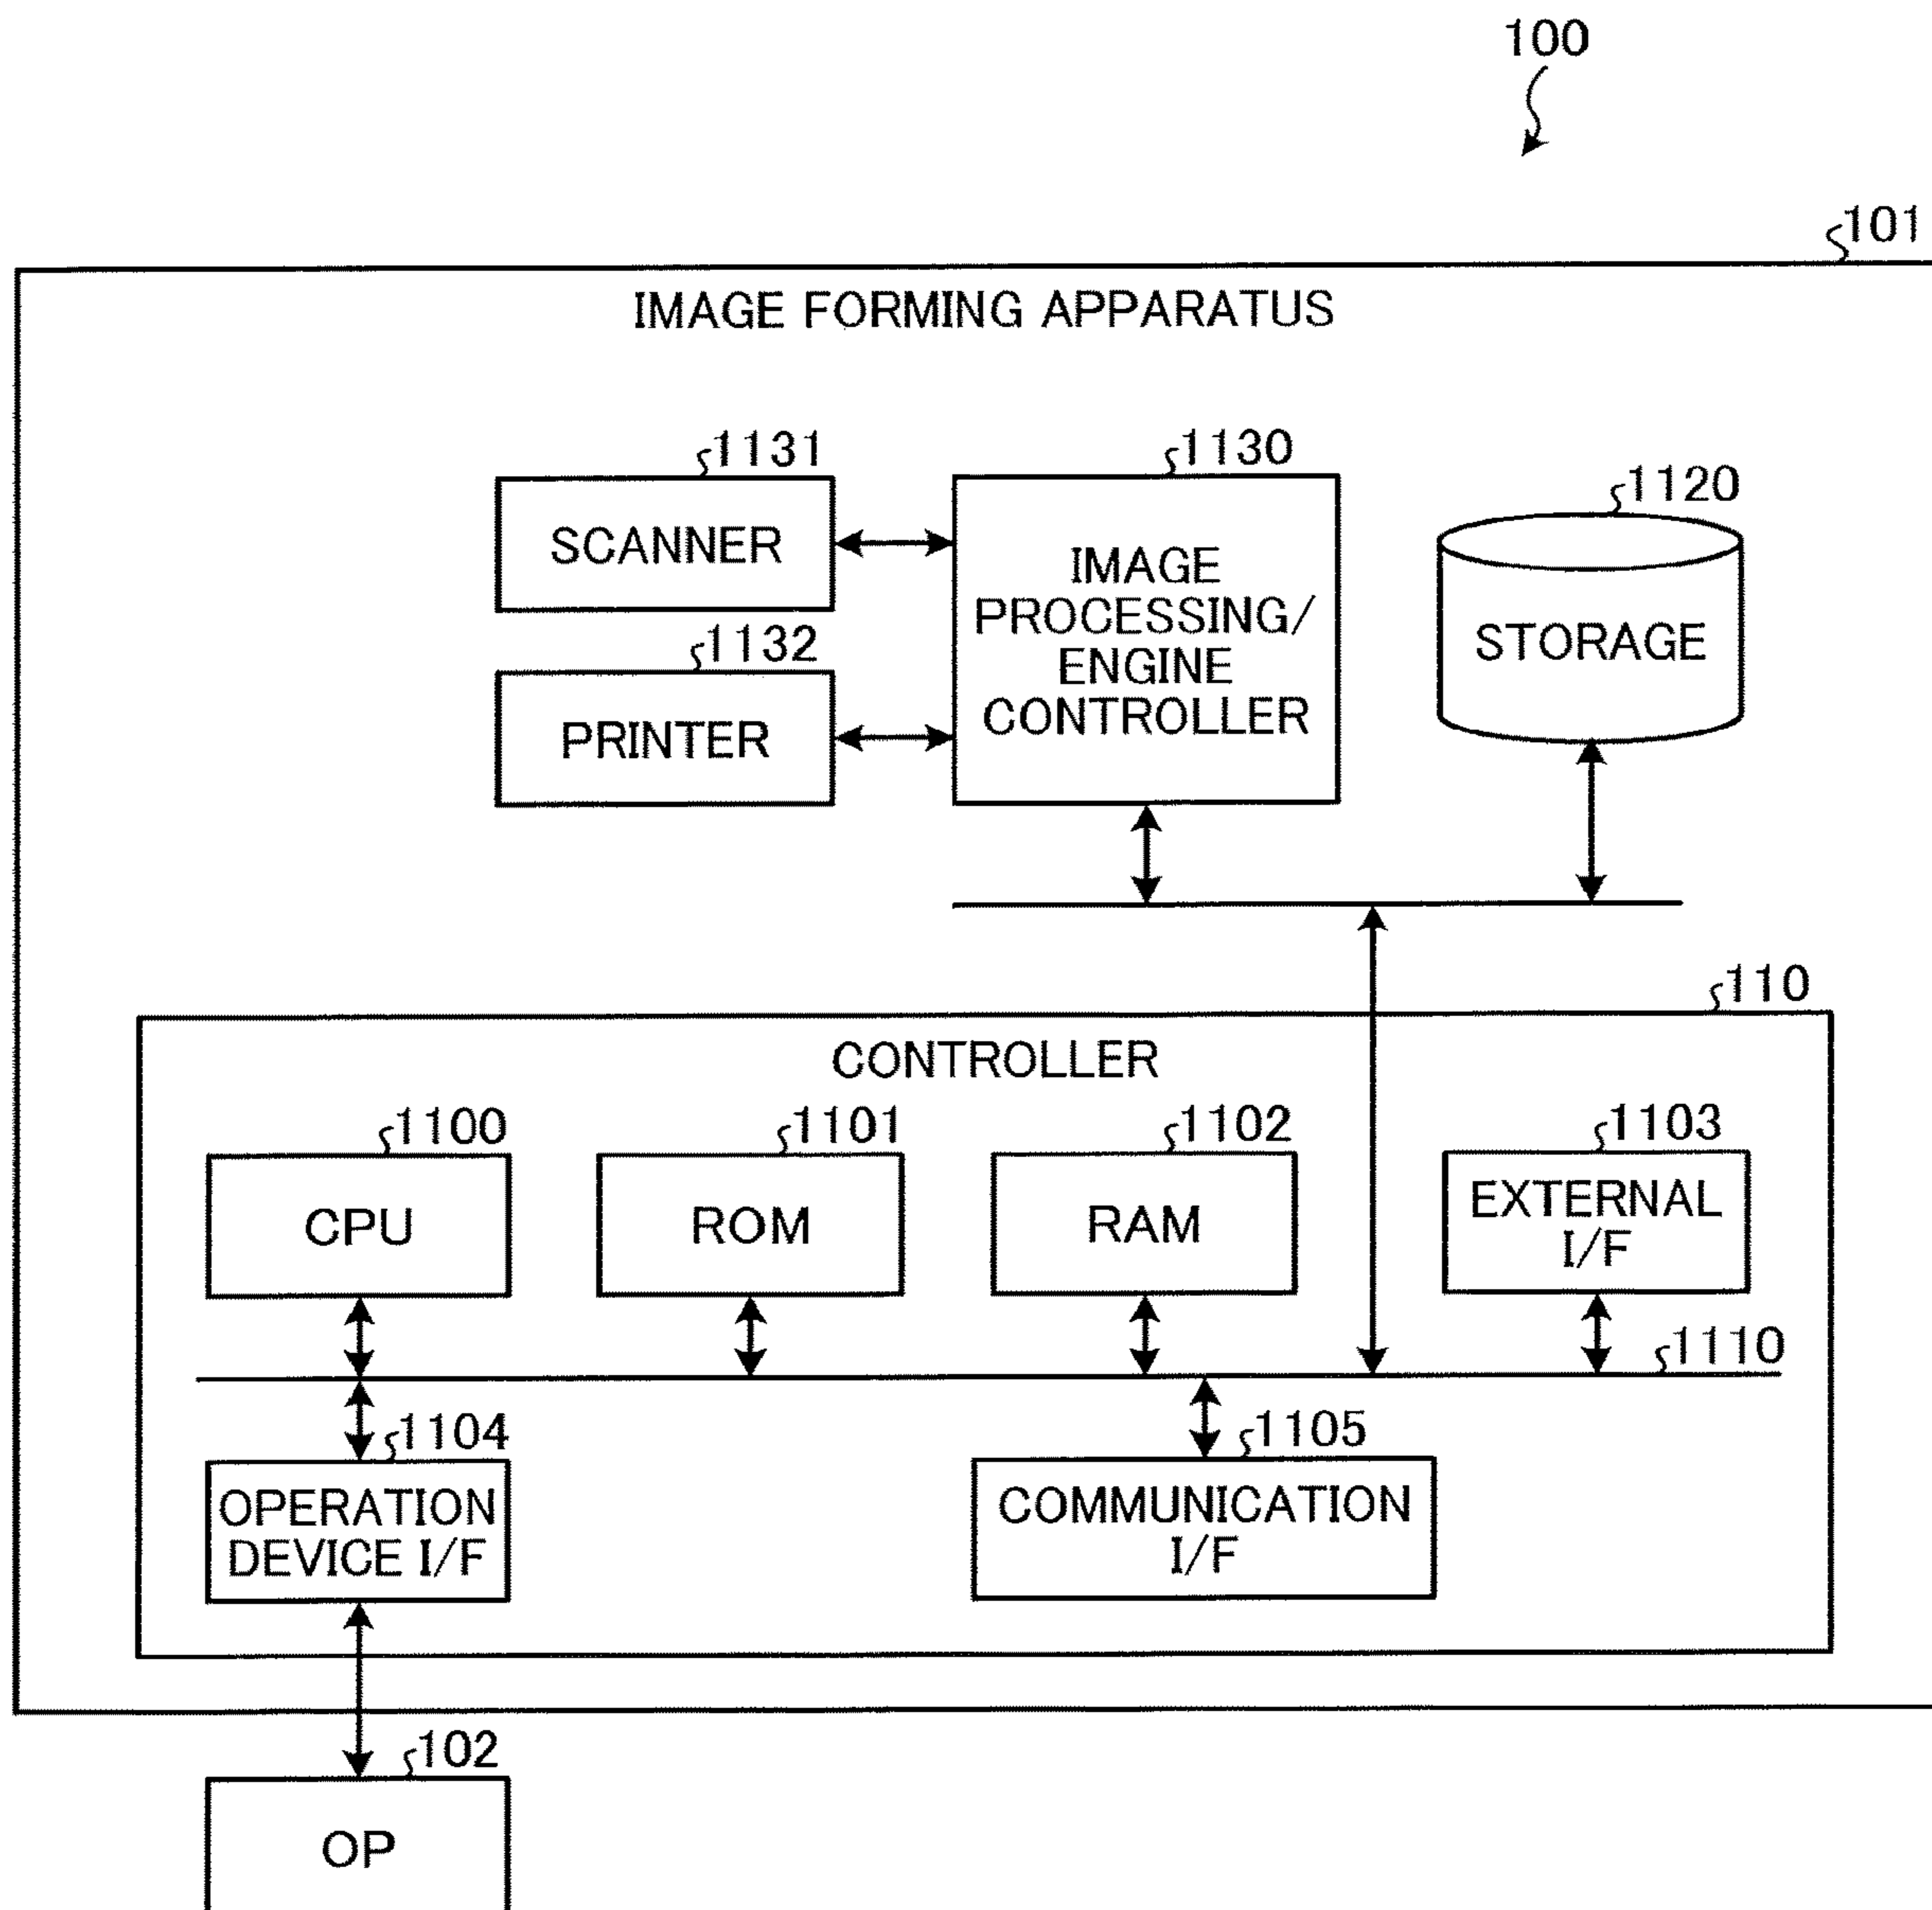 100
101
IMAGE FORMING APPARATUS
1131
SCANNER
1130
IMAGE
PROCESSING/
ENGINE
CONTROLLER
1120
STORAGE
1132
PRINTER
110
CONTROLLER
1100
CPU
1101
ROM
1102
RAM
1103
EXTERNAL
I/F
1110
1104
OPERATION
DEVICE I/F
1105
COMMUNICATION
I/F
102
OP